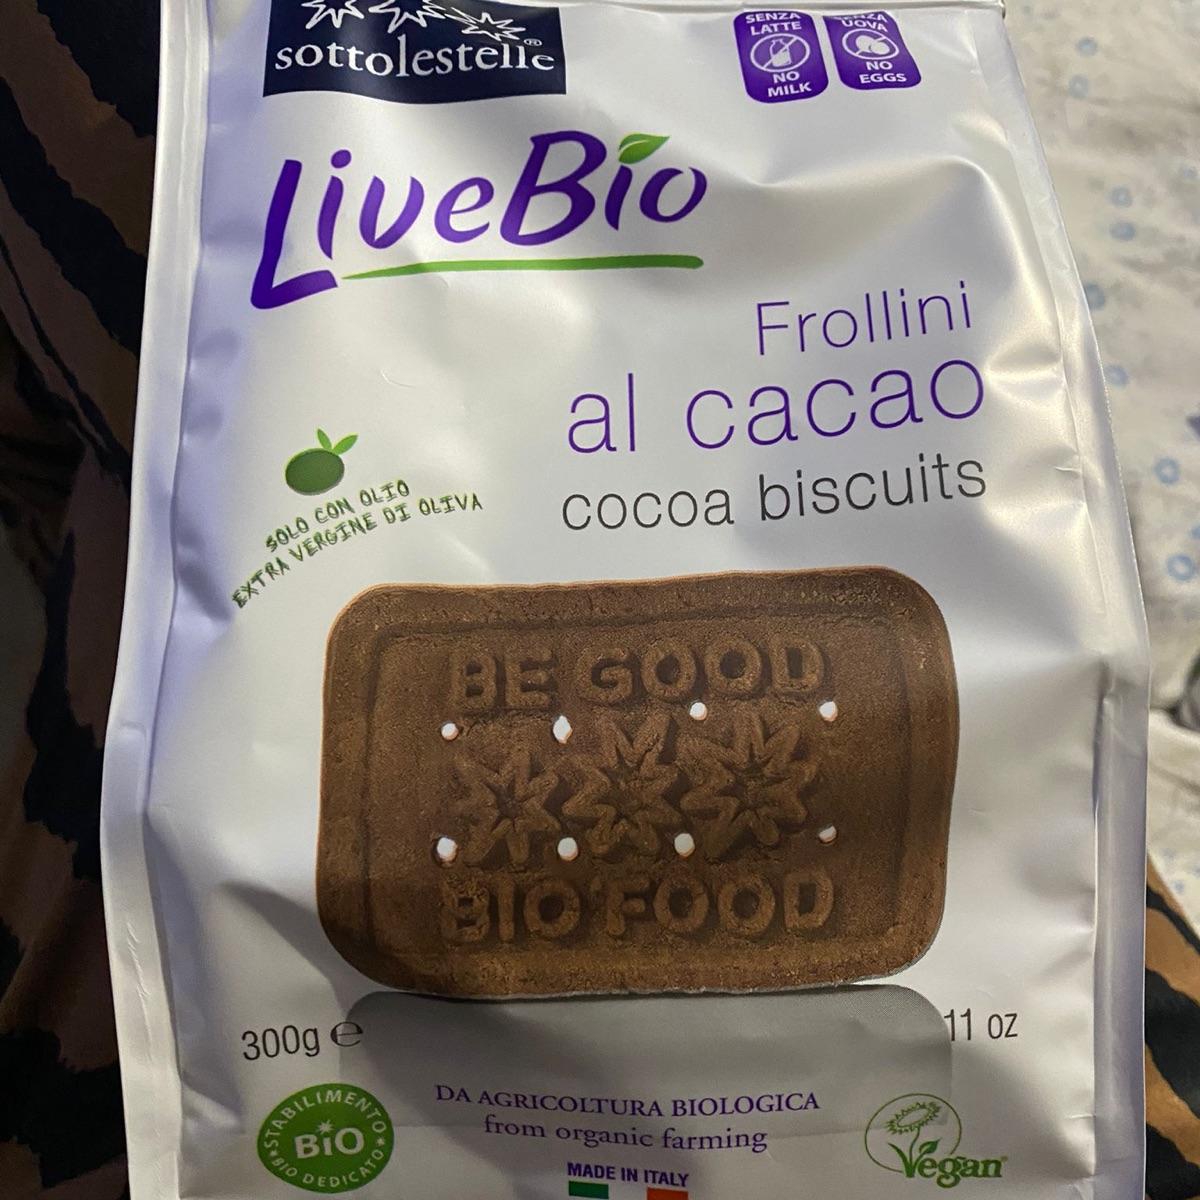 sottolestelle®
SENZA
LATTE
NO
MILK
SENZA
UOVA
NO
EGGS
LiveBio
Frollini
al cacao
cocoa biscuits
SOLO CON OLIO
EXTRA VERGINE DI OLIVA
BE GOOD
BIO FOOD
300g ℮
11 oz
STABILIMENTO
BiO
BIO DEDICATO
DA AGRICOLTURA BIOLOGICA
from organic farming
MADE IN ITALY
Vegan